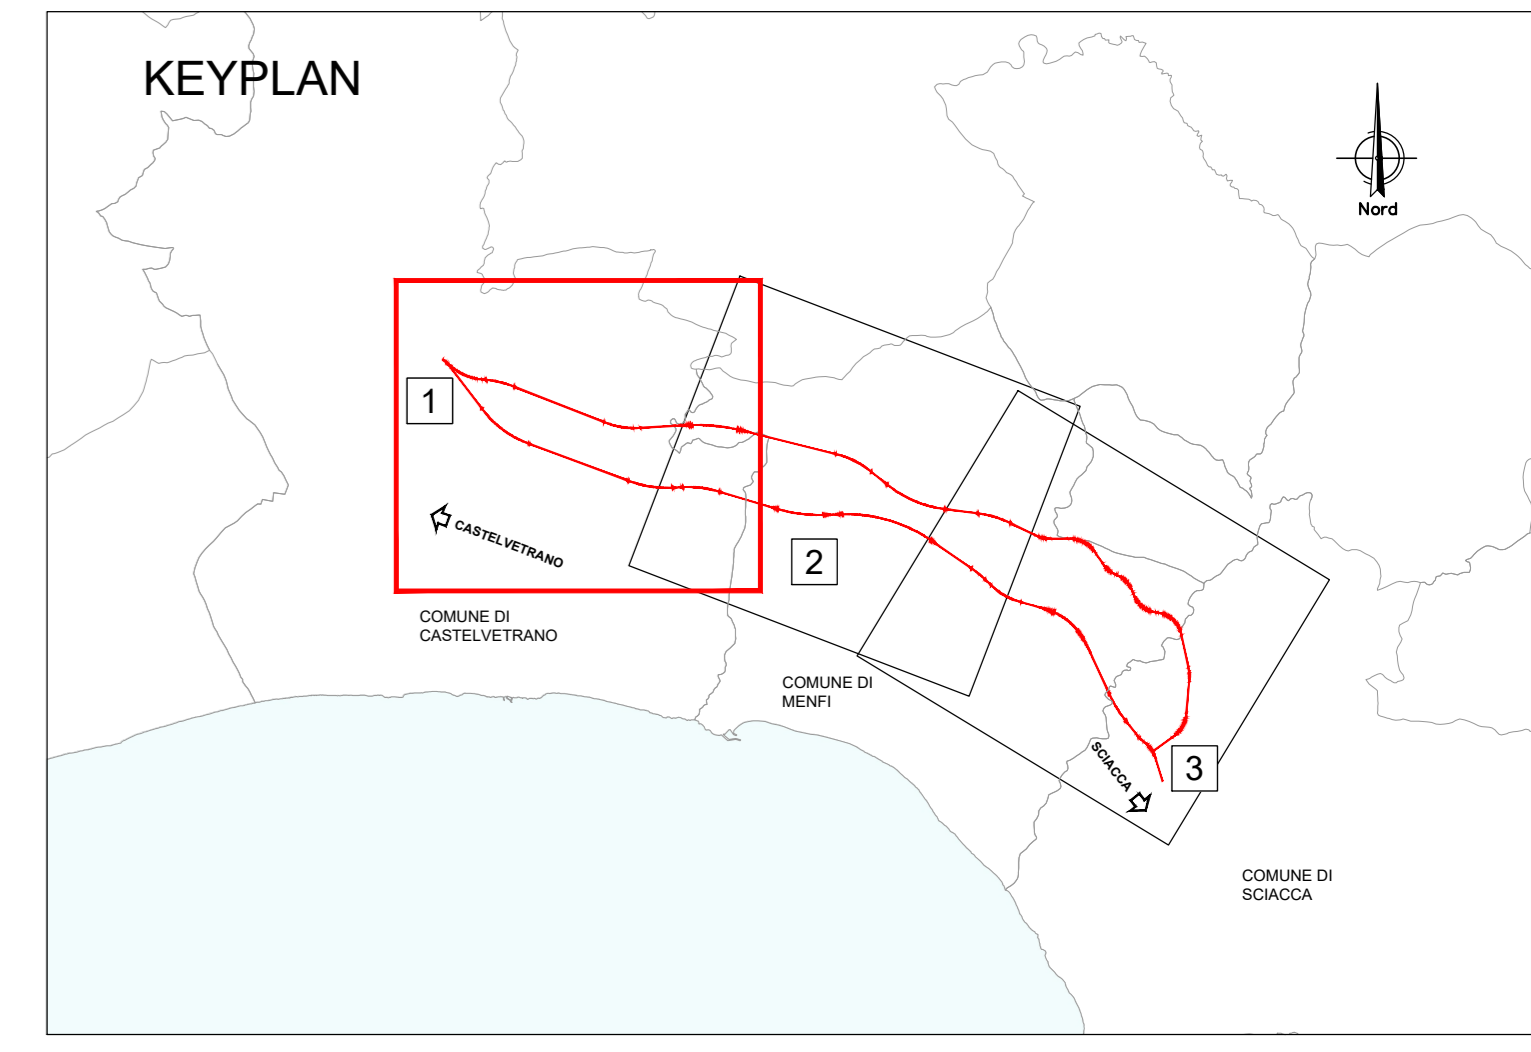 KEYPLAN
Nord
1
CASTELVETRANO
2
COMUNE DI
CASTELVETRANO
COMUNE DI
MENFI
SCIACCA
3
COMUNE DI
SCIACCA